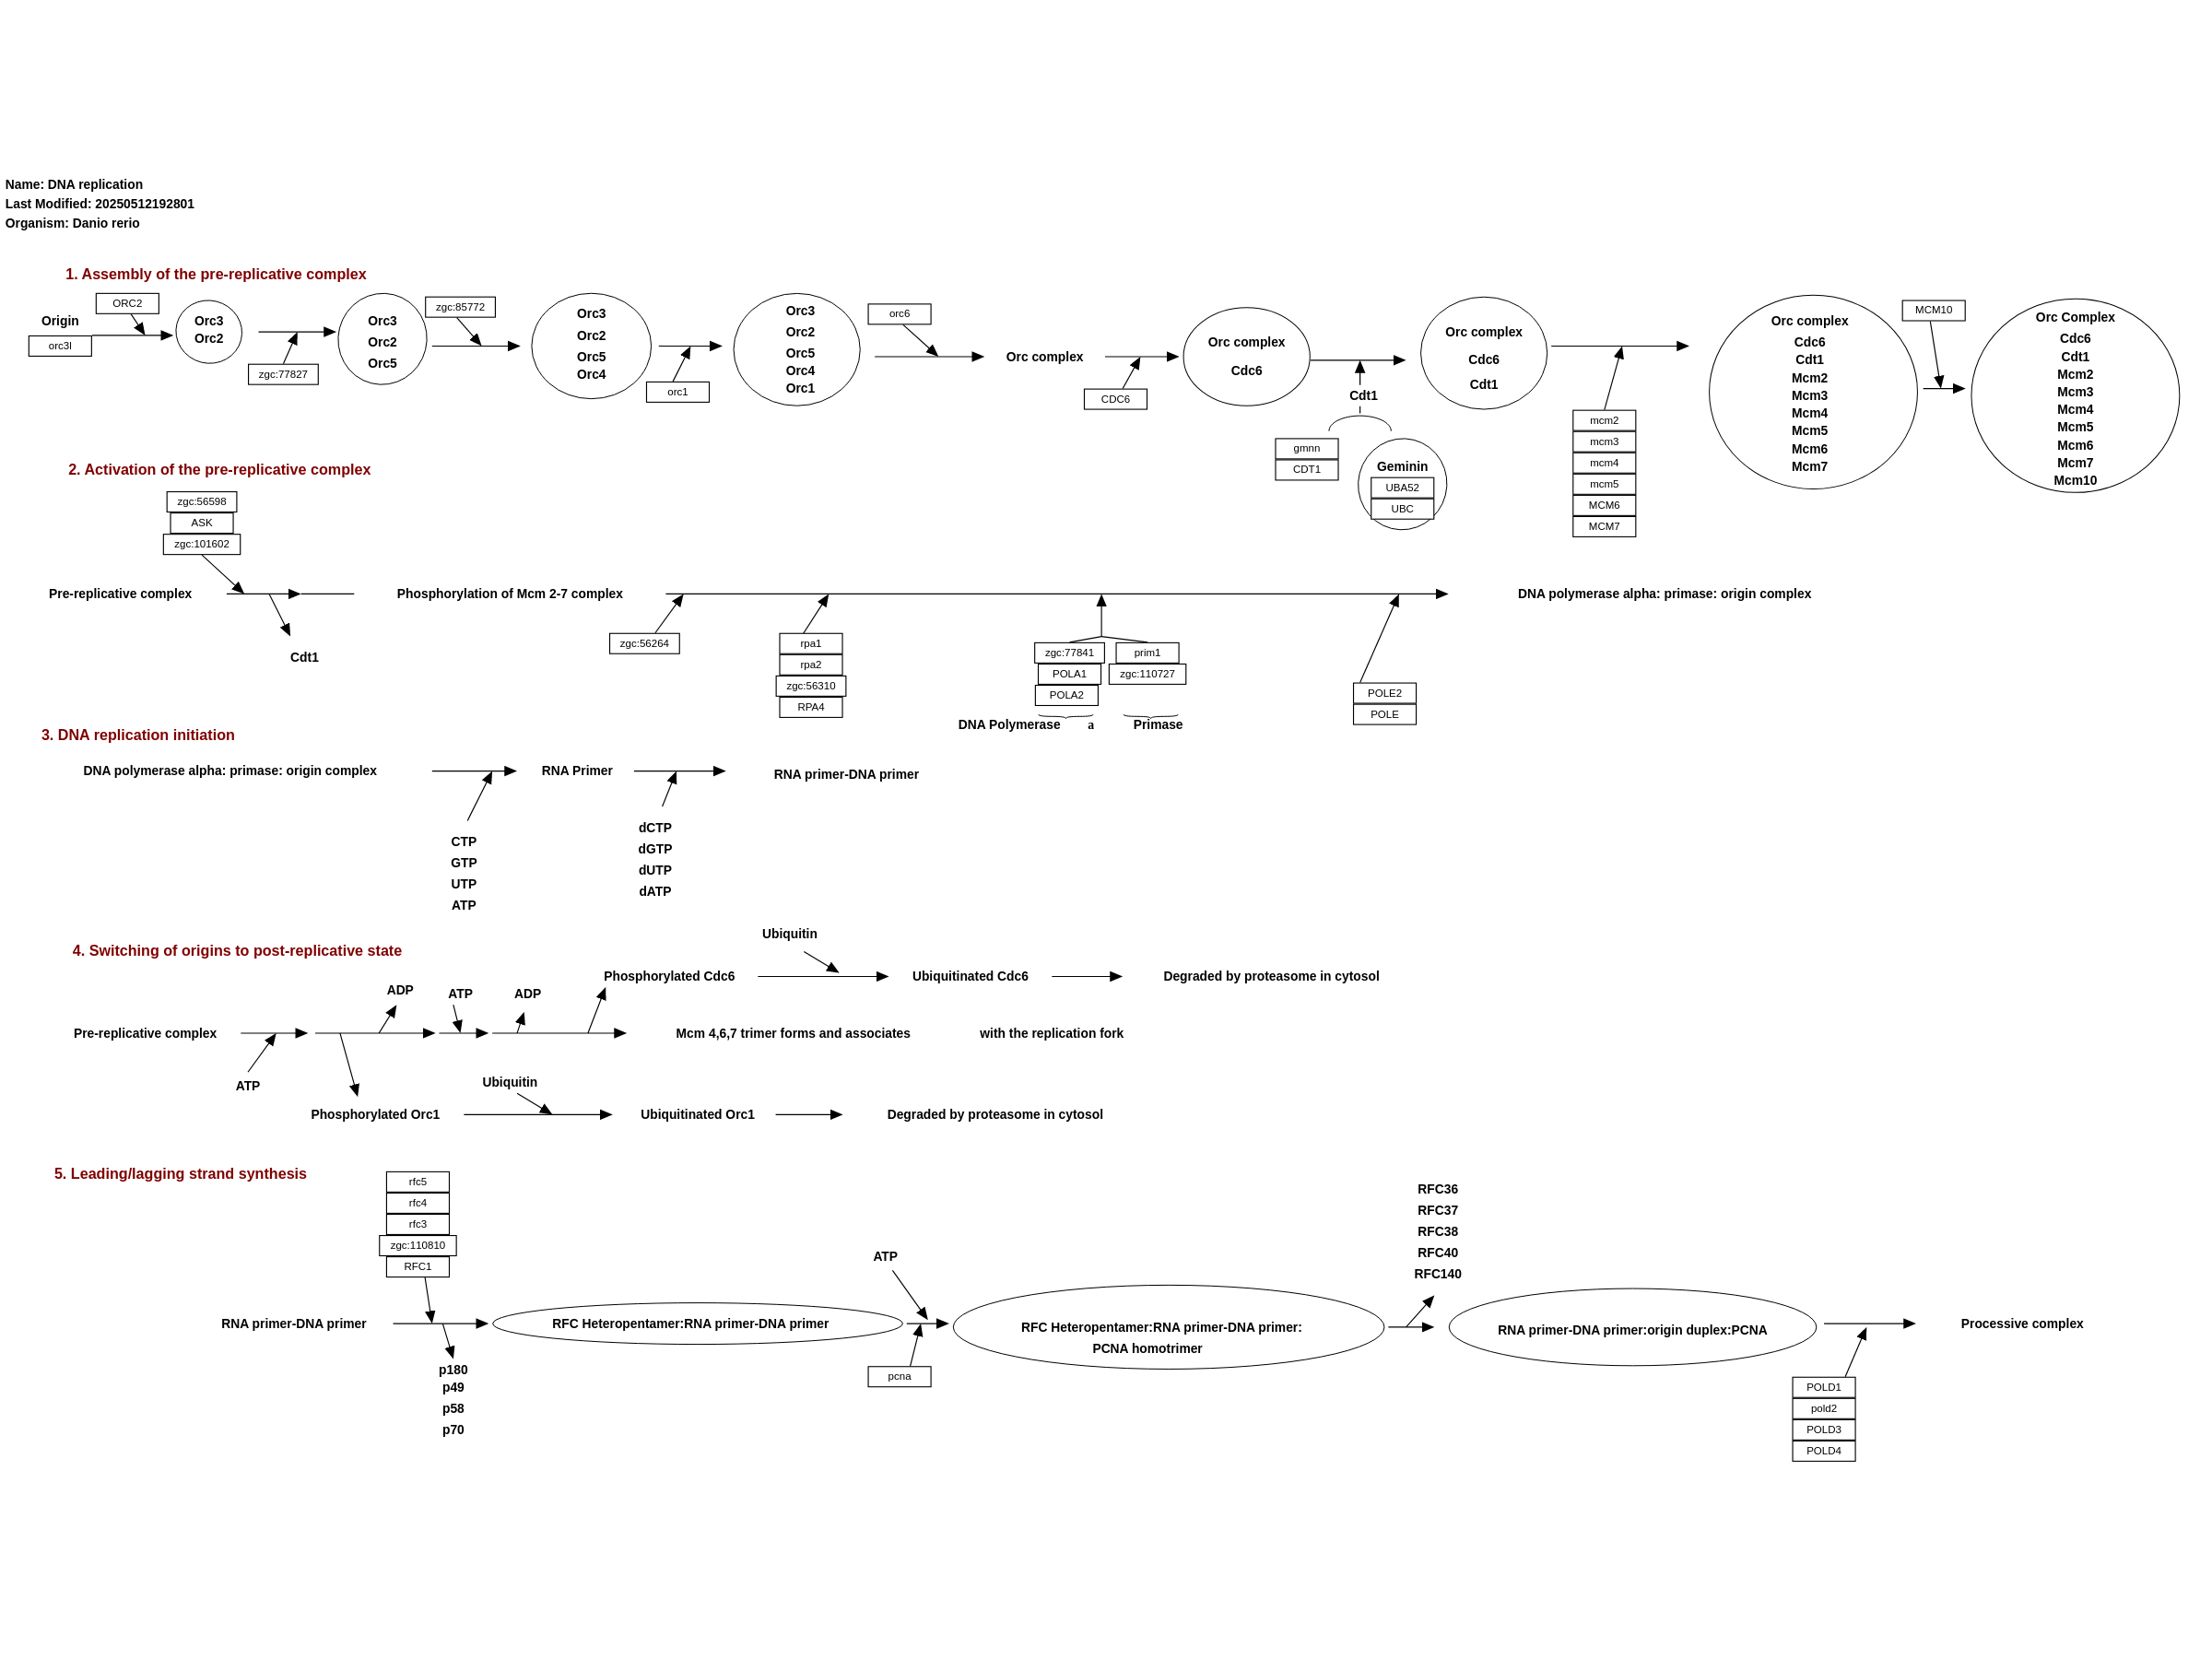 Name: DNA replication
Last Modified: 20250512192801
Organism: Danio rerio
1. Assembly of the pre-replicative complex
Origin
orc3l
ORC2
Orc3
Orc2
zgc:77827
Orc3
Orc2
Orc5
zgc:85772
Orc3
Orc2
Orc5
Orc4
orc1
Orc3
Orc2
Orc5
Orc4
Orc1
orc6
Orc complex
CDC6
Orc complex
Cdc6
Cdt1
gmnn
CDT1
Geminin
UBA52
UBC
Orc complex
Cdc6
Cdt1
mcm2
mcm3
mcm4
mcm5
MCM6
MCM7
Orc complex
Cdc6
Cdt1
Mcm2
Mcm3
Mcm4
Mcm5
Mcm6
Mcm7
MCM10
Orc Complex
Cdc6
Cdt1
Mcm2
Mcm3
Mcm4
Mcm5
Mcm6
Mcm7
Mcm10
2. Activation of the pre-replicative complex
zgc:56598
ASK
zgc:101602
Pre-replicative complex
Cdt1
Phosphorylation of Mcm 2-7 complex
zgc:56264
rpa1
rpa2
zgc:56310
RPA4
zgc:77841
POLA1
POLA2
prim1
zgc:110727
DNA Polymerase a
Primase
POLE2
POLE
DNA polymerase alpha: primase: origin complex
3. DNA replication initiation
DNA polymerase alpha: primase: origin complex
CTP
GTP
UTP
ATP
RNA Primer
dCTP
dGTP
dUTP
dATP
RNA primer-DNA primer
4. Switching of origins to post-replicative state
Ubiquitin
Phosphorylated Cdc6
Ubiquitinated Cdc6
Degraded by proteasome in cytosol
ADP
ATP
ADP
Pre-replicative complex
Mcm 4,6,7 trimer forms and associates with the replication fork
ATP
Ubiquitin
Phosphorylated Orc1
Ubiquitinated Orc1
Degraded by proteasome in cytosol
5. Leading/lagging strand synthesis
rfc5
rfc4
rfc3
zgc:110810
RFC1
RNA primer-DNA primer
p180
p49
p58
p70
RFC Heteropentamer:RNA primer-DNA primer
ATP
pcna
RFC Heteropentamer:RNA primer-DNA primer:
PCNA homotrimer
RFC36
RFC37
RFC38
RFC40
RFC140
RNA primer-DNA primer:origin duplex:PCNA
POLD1
pold2
POLD3
POLD4
Processive complex